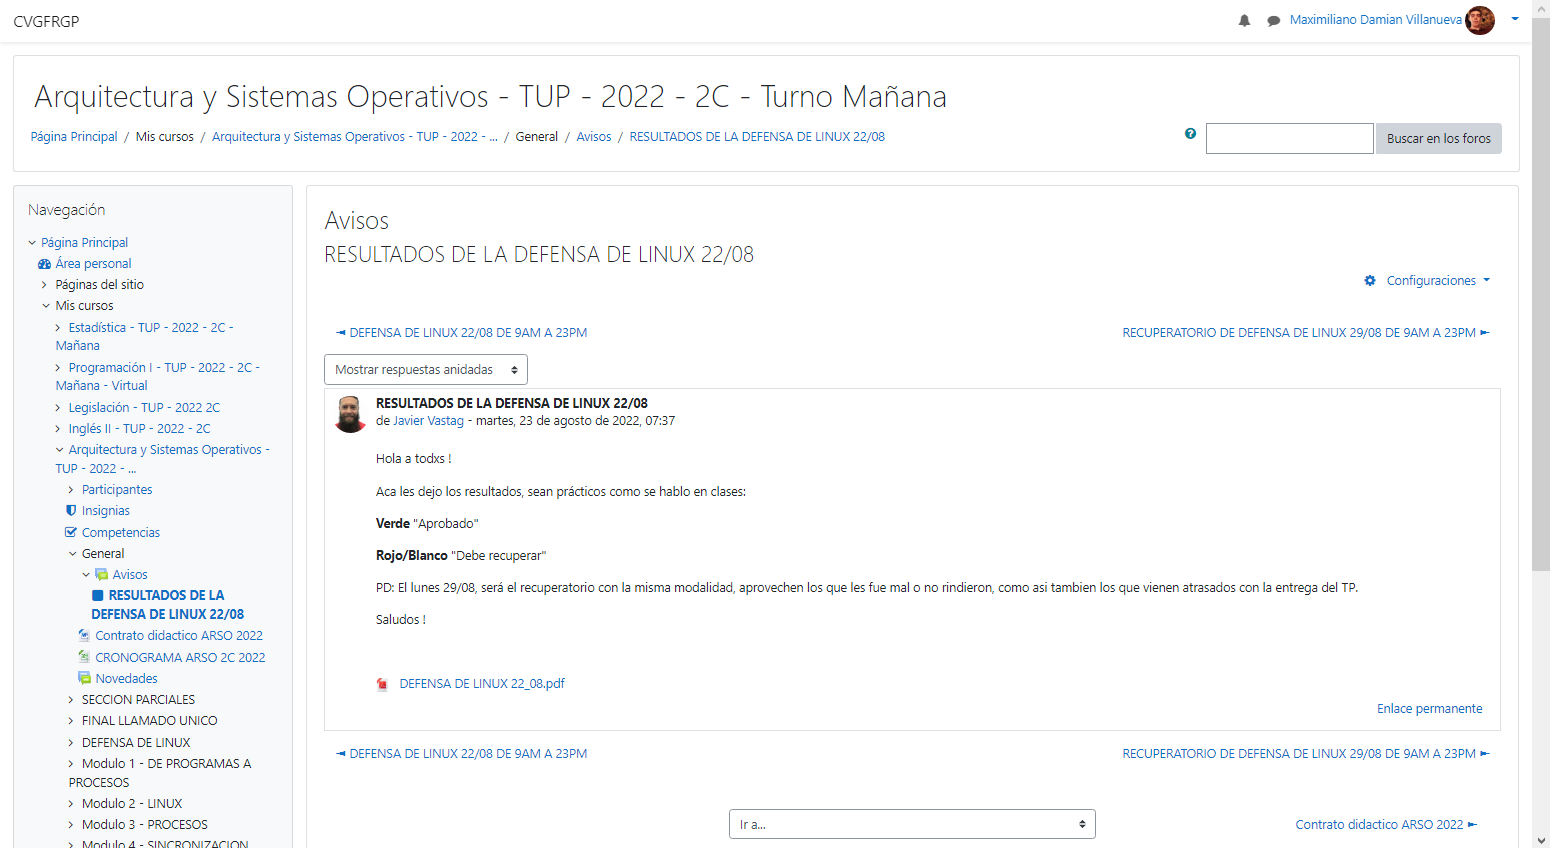 CVGFRGP
Maximiliano Damian Villanueva
Arquitectura y Sistemas Operativos - TUP - 2022 - 2C - Turno Mañana
Página Principal / Mis cursos / Arquitectura y Sistemas Operativos - TUP - 2022 - ... / General / Avisos / RESULTADOS DE LA DEFENSA DE LINUX 22/08
Buscar en los foros
Navegación
Página Principal
Área personal
Páginas del sitio
Mis cursos
Estadística - TUP - 2022 - 2C -
Mañana
Programación I - TUP - 2022 - 2C -
Mañana - Virtual
Legislación - TUP - 2022 2C
Inglés II - TUP - 2022 - 2C
Arquitectura y Sistemas Operativos -
TUP - 2022 - ...
Participantes
Insignias
Competencias
General
Avisos
RESULTADOS DE LA
DEFENSA DE LINUX 22/08
Contrato didactico ARSO 2022
CRONOGRAMA ARSO 2C 2022
Novedades
SECCION PARCIALES
FINAL LLAMADO UNICO
DEFENSA DE LINUX
Modulo 1 - DE PROGRAMAS A
PROCESOS
Modulo 2 - LINUX
Modulo 3 - PROCESOS
Modulo 4 - SINCRONIZACION
Avisos
RESULTADOS DE LA DEFENSA DE LINUX 22/08
Configuraciones
◄ DEFENSA DE LINUX 22/08 DE 9AM A 23PM
RECUPERATORIO DE DEFENSA DE LINUX 29/08 DE 9AM A 23PM ►
Mostrar respuestas anidadas
RESULTADOS DE LA DEFENSA DE LINUX 22/08
de Javier Vastag - martes, 23 de agosto de 2022, 07:37
Hola a todxs !
Aca les dejo los resultados, sean prácticos como se hablo en clases:
Verde "Aprobado"
Rojo/Blanco "Debe recuperar"
PD: El lunes 29/08, será el recuperatorio con la misma modalidad, aprovechen los que les fue mal o no rindieron, como asi tambien los que vienen atrasados con la entrega del TP.
Saludos !
DEFENSA DE LINUX 22_08.pdf
Enlace permanente
◄ DEFENSA DE LINUX 22/08 DE 9AM A 23PM
RECUPERATORIO DE DEFENSA DE LINUX 29/08 DE 9AM A 23PM ►
Ir a...
Contrato didactico ARSO 2022 ►